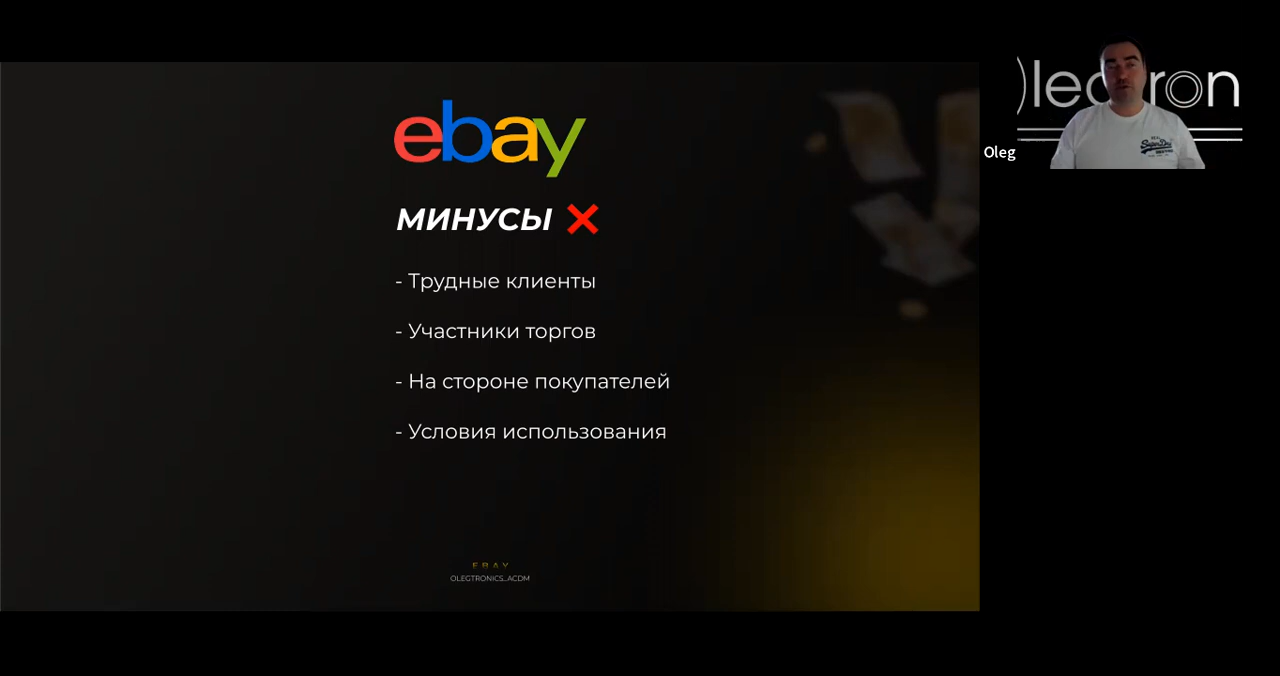 ebay
МИНУСЫ ❌
- Трудные клиенты
- Участники торгов
- На стороне покупателей
- Условия использования
EBAY
OLEGTRONICS_ACDM
Oleg